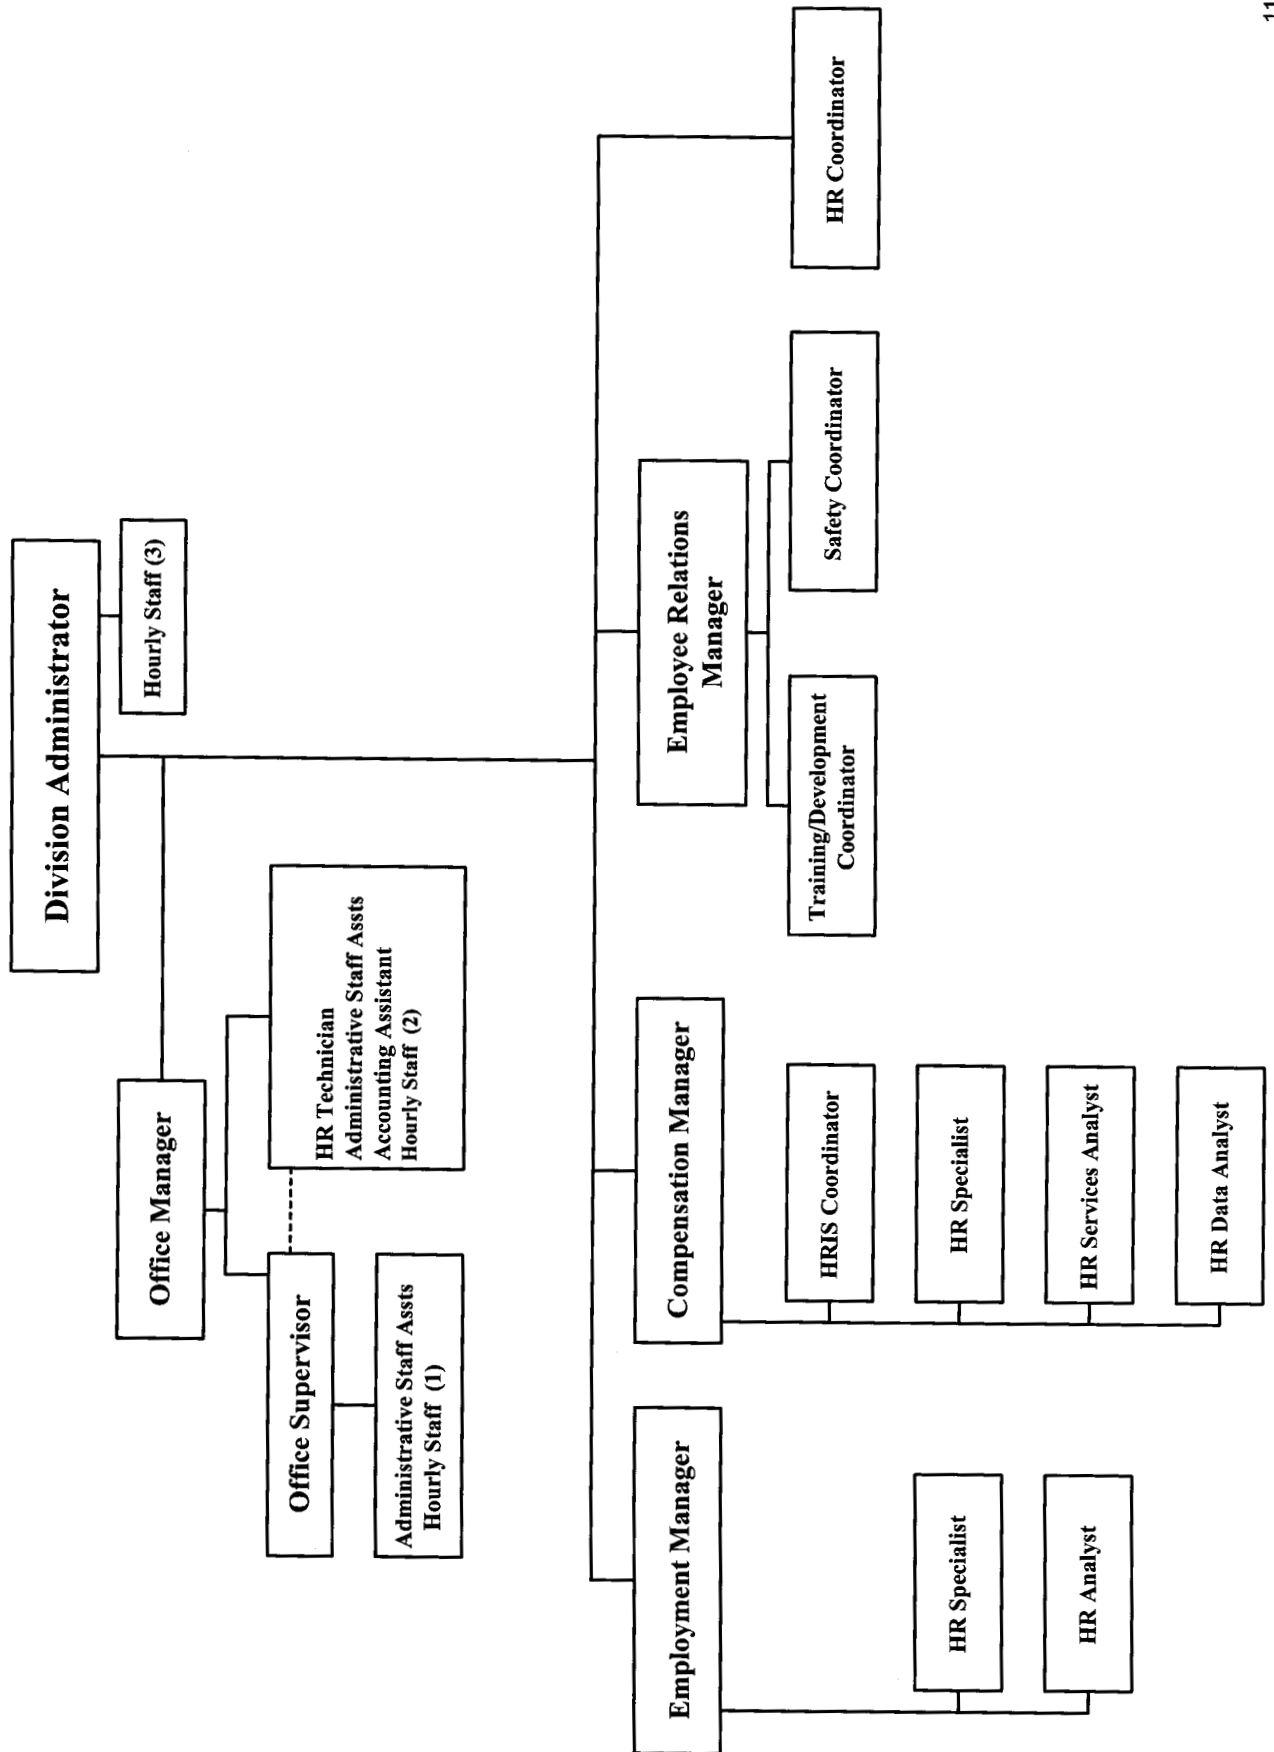 Division Administrator
Hourly Staff (3)
Office Manager
Office Supervisor
HR Technician
Administrative Staff Assts
Accounting Assistant
Hourly Staff (2)
Administrative Staff Assts
Hourly Staff (1)
Employment Manager
Compensation Manager
Employee Relations
Manager
HRIS Coordinator
Training/Development
Coordinator
Safety Coordinator
HR Coordinator
HR Specialist
HR Specialist
HR Analyst
HR Services Analyst
HR Data Analyst
11